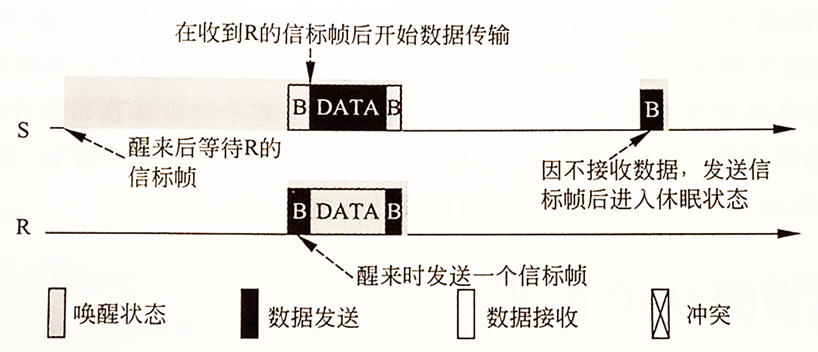 在收到R的信标帧后开始数据传输
B DATA B
B
S
醒来后等待R的
信标帧
因不接收数据，发送信
标帧后进入休眠状态
B DATA B
R
醒来时发送一个信标帧
唤醒状态
数据发送
数据接收
冲突